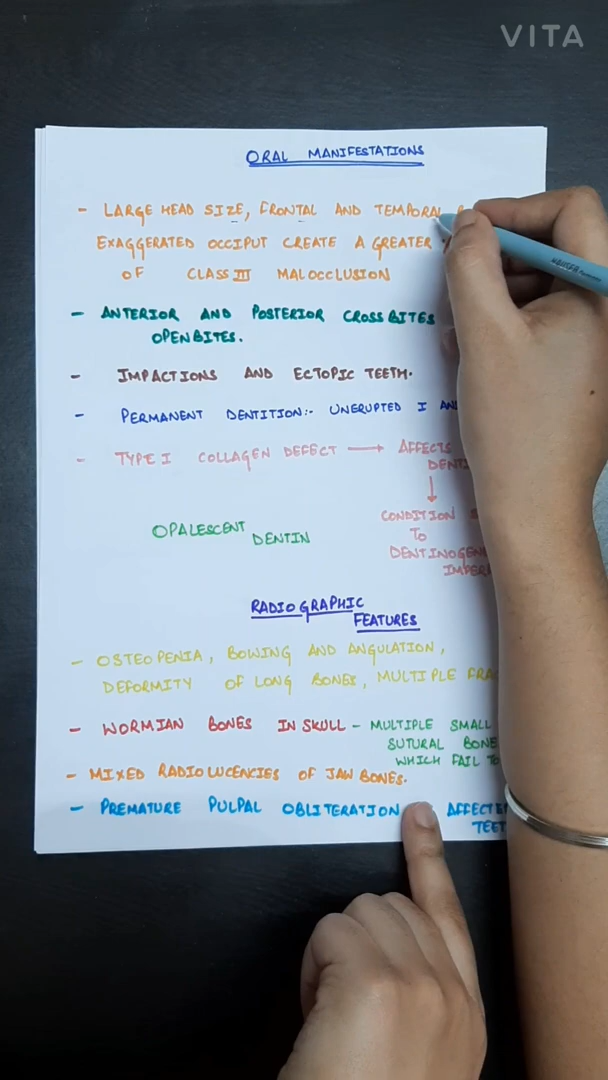 VITA
ORAL MANIFESTATIONS
- LARGE HEAD SIZE, FRONTAL AND TEMPORAL
EXAGGERATED OCCIPUT CREATE A GREATER
OF CLASS III MALOCCLUSION
- ANTERIOR AND POSTERIOR CROSSBITES
OPENBITES.
- IMPACTIONS AND ECTOPIC TEETH.
- PERMANENT DENTITION:- UNERUPTED I
- TYPE I COLLAGEN DEFECT → AFFECTS
↓
CONDITION
OPALESCENT DENTIN
TO
RADIOGRAPHIC
FEATURES
- OSTEOPENIA, BOWING AND ANGULATION,
DEFORMITY OF LONG BONES, MULTIPLE
- WORMIAN BONES IN SKULL - MULTIPLE SMALL
SUTURAL
WHICH FAIL
- MIXED RADIOLUCENCIES OF JAW BONES.
- PREMATURE PULPAL OBLITERATION